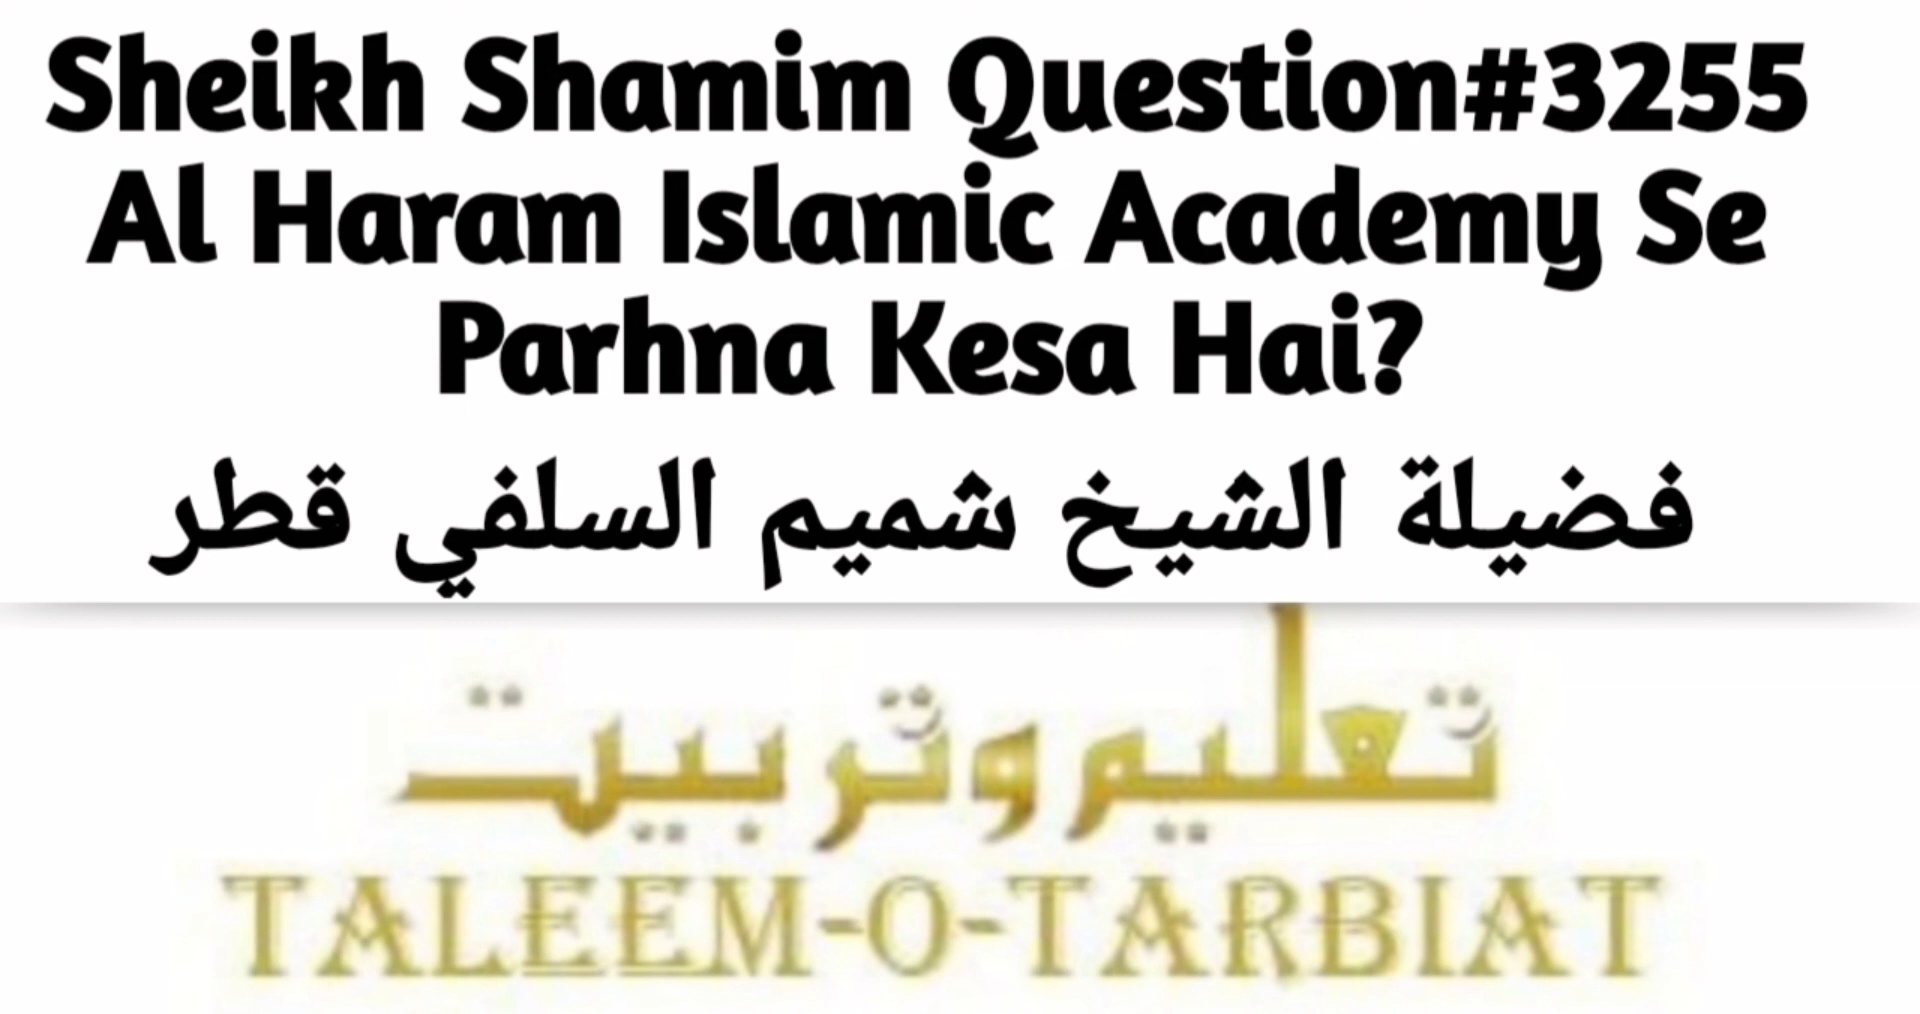 Sheikh Shamim Question#3255
Al Haram Islamic Academy Se
Parhna Kesa Hai?
فضيلة الشيخ شميم السلفي قطر
تعلیم و تربیت
TALEEM-O-TARBIAT